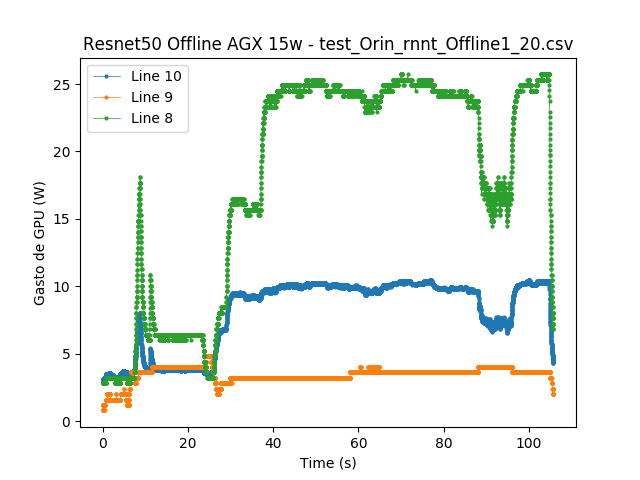 Resnet50 Offline AGX 15w - test_Orin_rnnt_Offline1_20.csv
Line 10
Line 9
Line 8
Gasto de GPU (W)
25
20
15
10
5
0
0
20
40
60
80
100
Time (s)